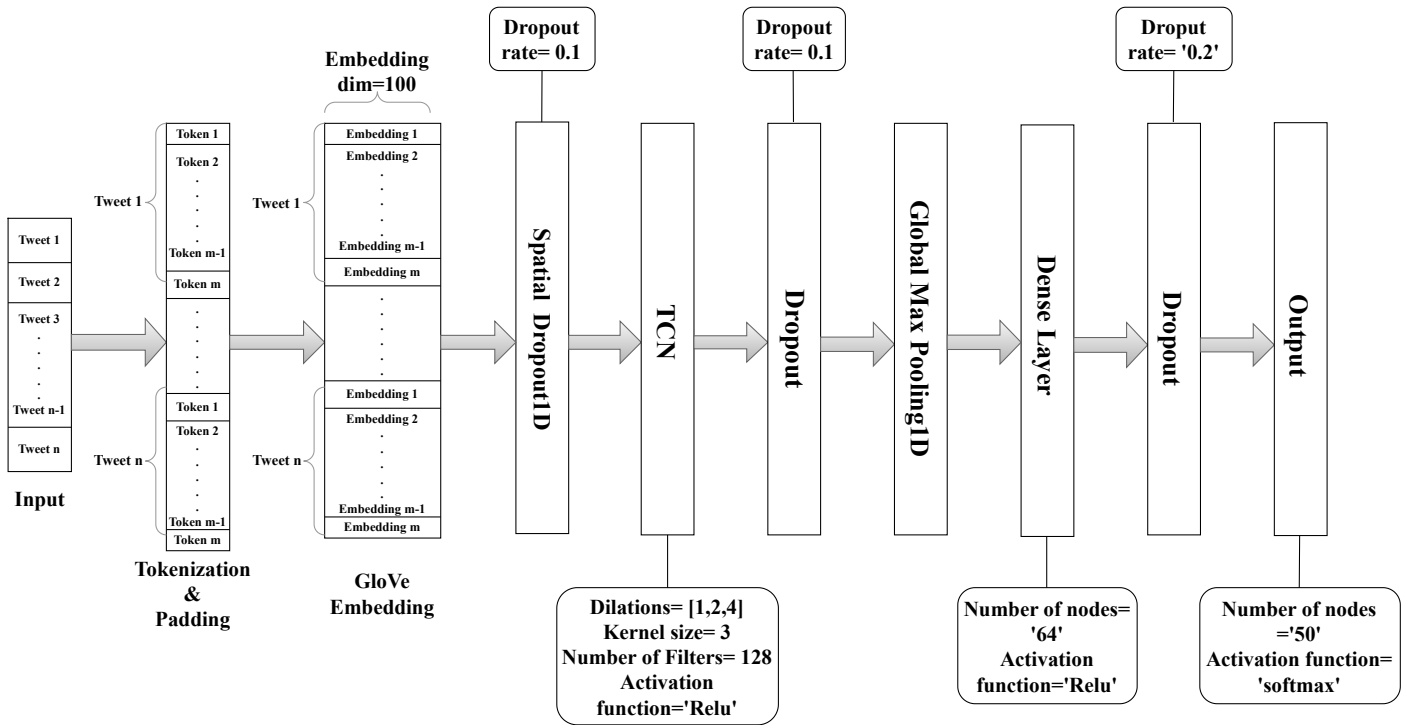 Dropout
rate= 0.1
Dropout
rate= 0.1
Droput
rate= '0.2'
Embedding
dim=100
Tweet 1
Tweet 2
Tweet 3
Tweet n-1
Tweet n
Input
Tweet 1
Token 1
Token 2
Token m-1
Token m
Tweet n
Token 1
Token 2
Token m-1
Token m
Tokenization
&
Padding
Tweet 1
Embedding 1
Embedding 2
Embedding m-1
Embedding m
Tweet n
Embedding 1
Embedding 2
Embedding m-1
Embedding m
GloVe
Embedding
Spatial Dropout1D
TCN
Dropout
Global Max Pooling1D
Dense Layer
Dropout
Output
Dilations= [1,2,4]
Kernel size= 3
Number of Filters= 128
Activation
function='Relu'
Number of nodes=
'64'
Activation
function='Relu'
Number of nodes
='50'
Activation function=
'softmax'